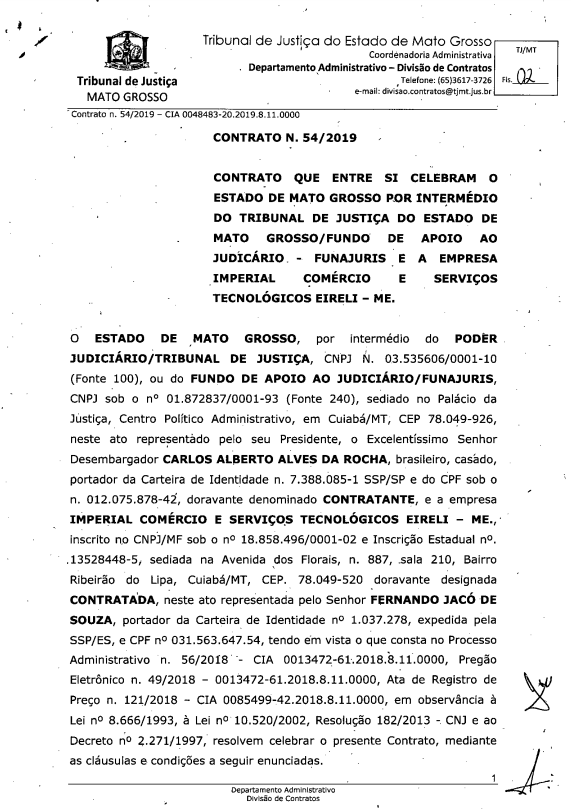 Tribunal de Justiça
MATO GROSSO
Tribunal de Justiça do Estado de Mato Grosso
Coordenadoria Administrativa
Departamento Administrativo – Divisão de Contratos
Telefone: (65)3617-3726
e-mail: divisao.contratos@tjmt.jus.br
TJ/MT
Fls. 02
Contrato n. 54/2019 – CIA 0048483-20.2019.8.11.0000
CONTRATO N. 54/2019
CONTRATO QUE ENTRE SI CELEBRAM O
ESTADO DE MATO GROSSO POR INTERMÉDIO
DO TRIBUNAL DE JUSTIÇA DO ESTADO DE
MATO GROSSO/FUNDO DE APOIO AO
JUDICÁRIO - FUNAJURIS E A EMPRESA
IMPERIAL COMÉRCIO E SERVIÇOS
TECNOLÓGICOS EIRELI – ME.
O ESTADO DE MATO GROSSO, por intermédio do PODER
JUDICIÁRIO/TRIBUNAL DE JUSTIÇA, CNPJ N. 03.535606/0001-10
(Fonte 100), ou do FUNDO DE APOIO AO JUDICIÁRIO/FUNAJURIS,
CNPJ sob o nº 01.872837/0001-93 (Fonte 240), sediado no Palácio da
Justiça, Centro Político Administrativo, em Cuiabá/MT, CEP 78.049-926,
neste ato representado pelo seu Presidente, o Excelentíssimo Senhor
Desembargador CARLOS ALBERTO ALVES DA ROCHA, brasileiro, casado,
portador da Carteira de Identidade n. 7.388.085-1 SSP/SP e do CPF sob o
n. 012.075.878-42, doravante denominado CONTRATANTE, e a empresa
IMPERIAL COMÉRCIO E SERVIÇOS TECNOLÓGICOS EIRELI – ME.,
inscrito no CNPJ/MF sob o nº 18.858.496/0001-02 e Inscrição Estadual nº.
13528448-5, sediada na Avenida dos Florais, n. 887, sala 210, Bairro
Ribeirão do Lipa, Cuiabá/MT, CEP. 78.049-520 doravante designada
CONTRATADA, neste ato representada pelo Senhor FERNANDO JACÓ DE
SOUZA, portador da Carteira de Identidade nº 1.037.278, expedida pela
SSP/ES, e CPF nº 031.563.647.54, tendo em vista o que consta no Processo
Administrativo n. 56/2018 - CIA 0013472-61.2018.8.11.0000, Pregão
Eletrônico n. 49/2018 – 0013472-61.2018.8.11.0000, Ata de Registro de
Preço n. 121/2018 – CIA 0085499-42.2018.8.11.0000, em observância à
Lei nº 8.666/1993, à Lei nº 10.520/2002, Resolução 182/2013 - CNJ e ao
Decreto nº 2.271/1997, resolvem celebrar o presente Contrato, mediante
as cláusulas e condições a seguir enunciadas.
1
Departamento Administrativo
Divisão de Contratos